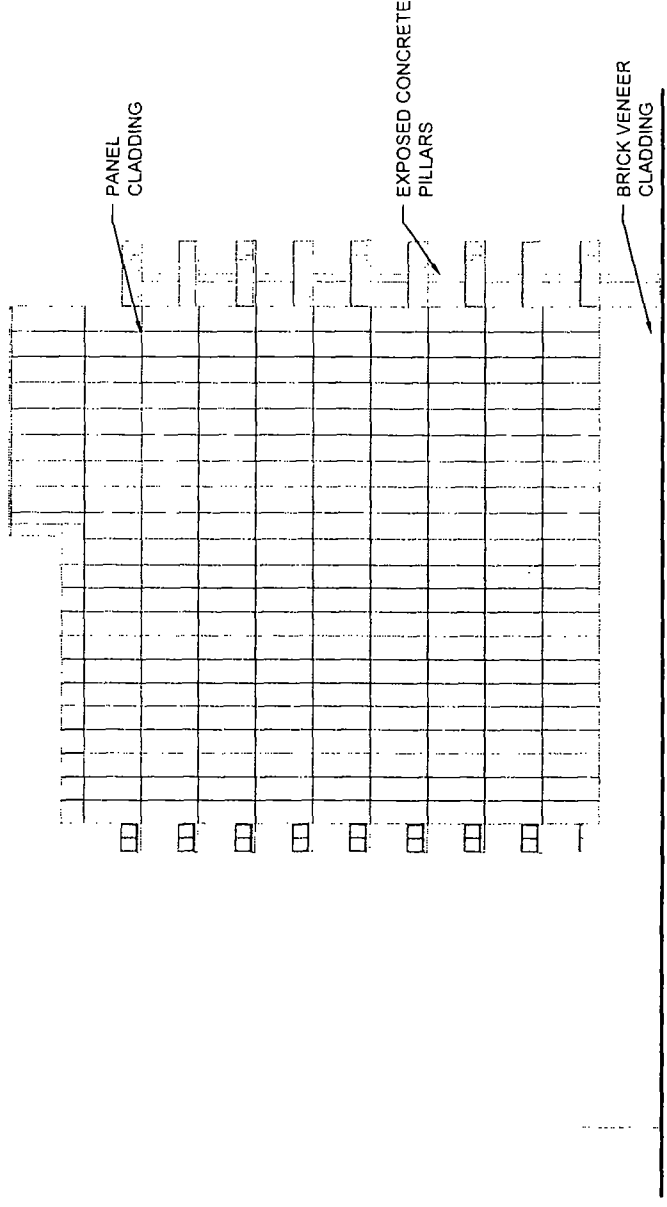 PANEL
CLADDING
EXPOSED CONCRETE
PILLARS
BRICK VENEER
CLADDING